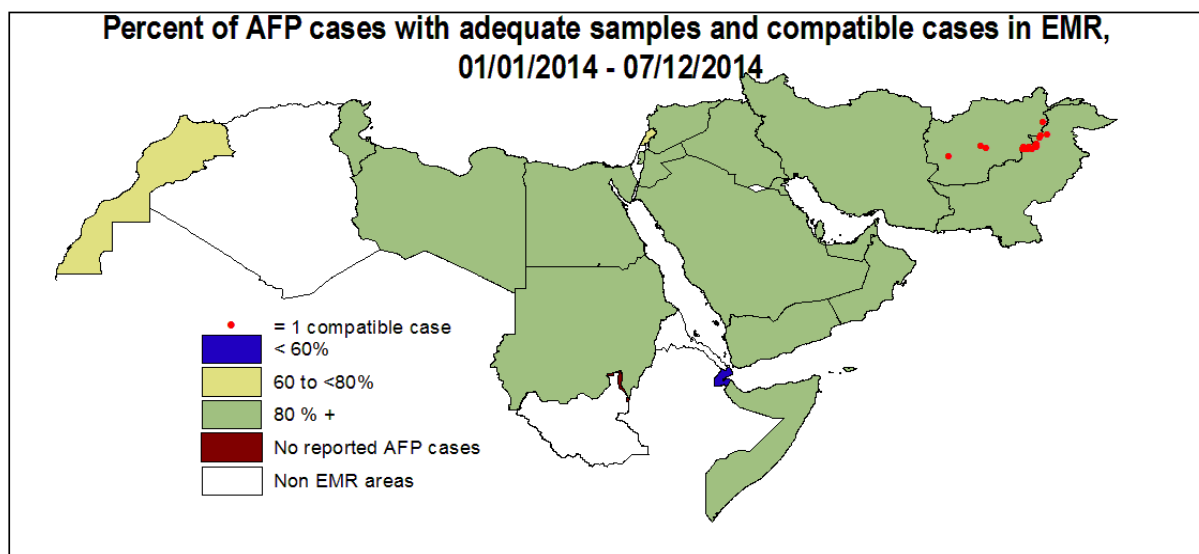 Percent of AFP cases with adequate samples and compatible cases in EMR,
01/01/2014 - 07/12/2014
= 1 compatible case
< 60%
60 to <80%
80 % +
No reported AFP cases
Non EMR areas